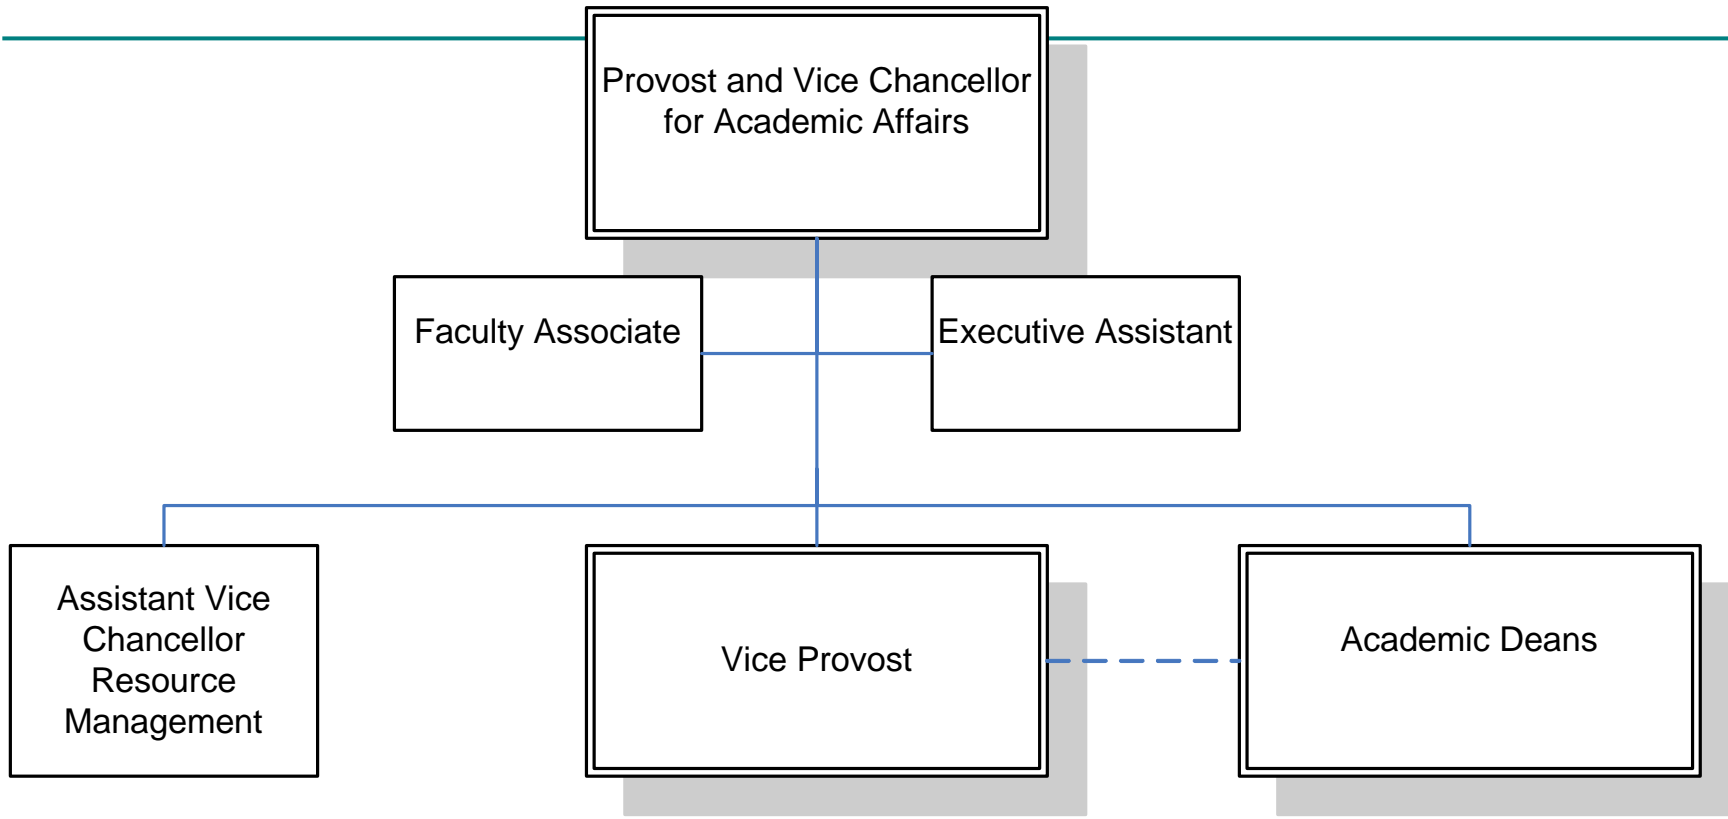 Provost and Vice Chancellor
for Academic Affairs
Faculty Associate
Executive Assistant
Assistant Vice
Chancellor
Resource
Management
Vice Provost
Academic Deans